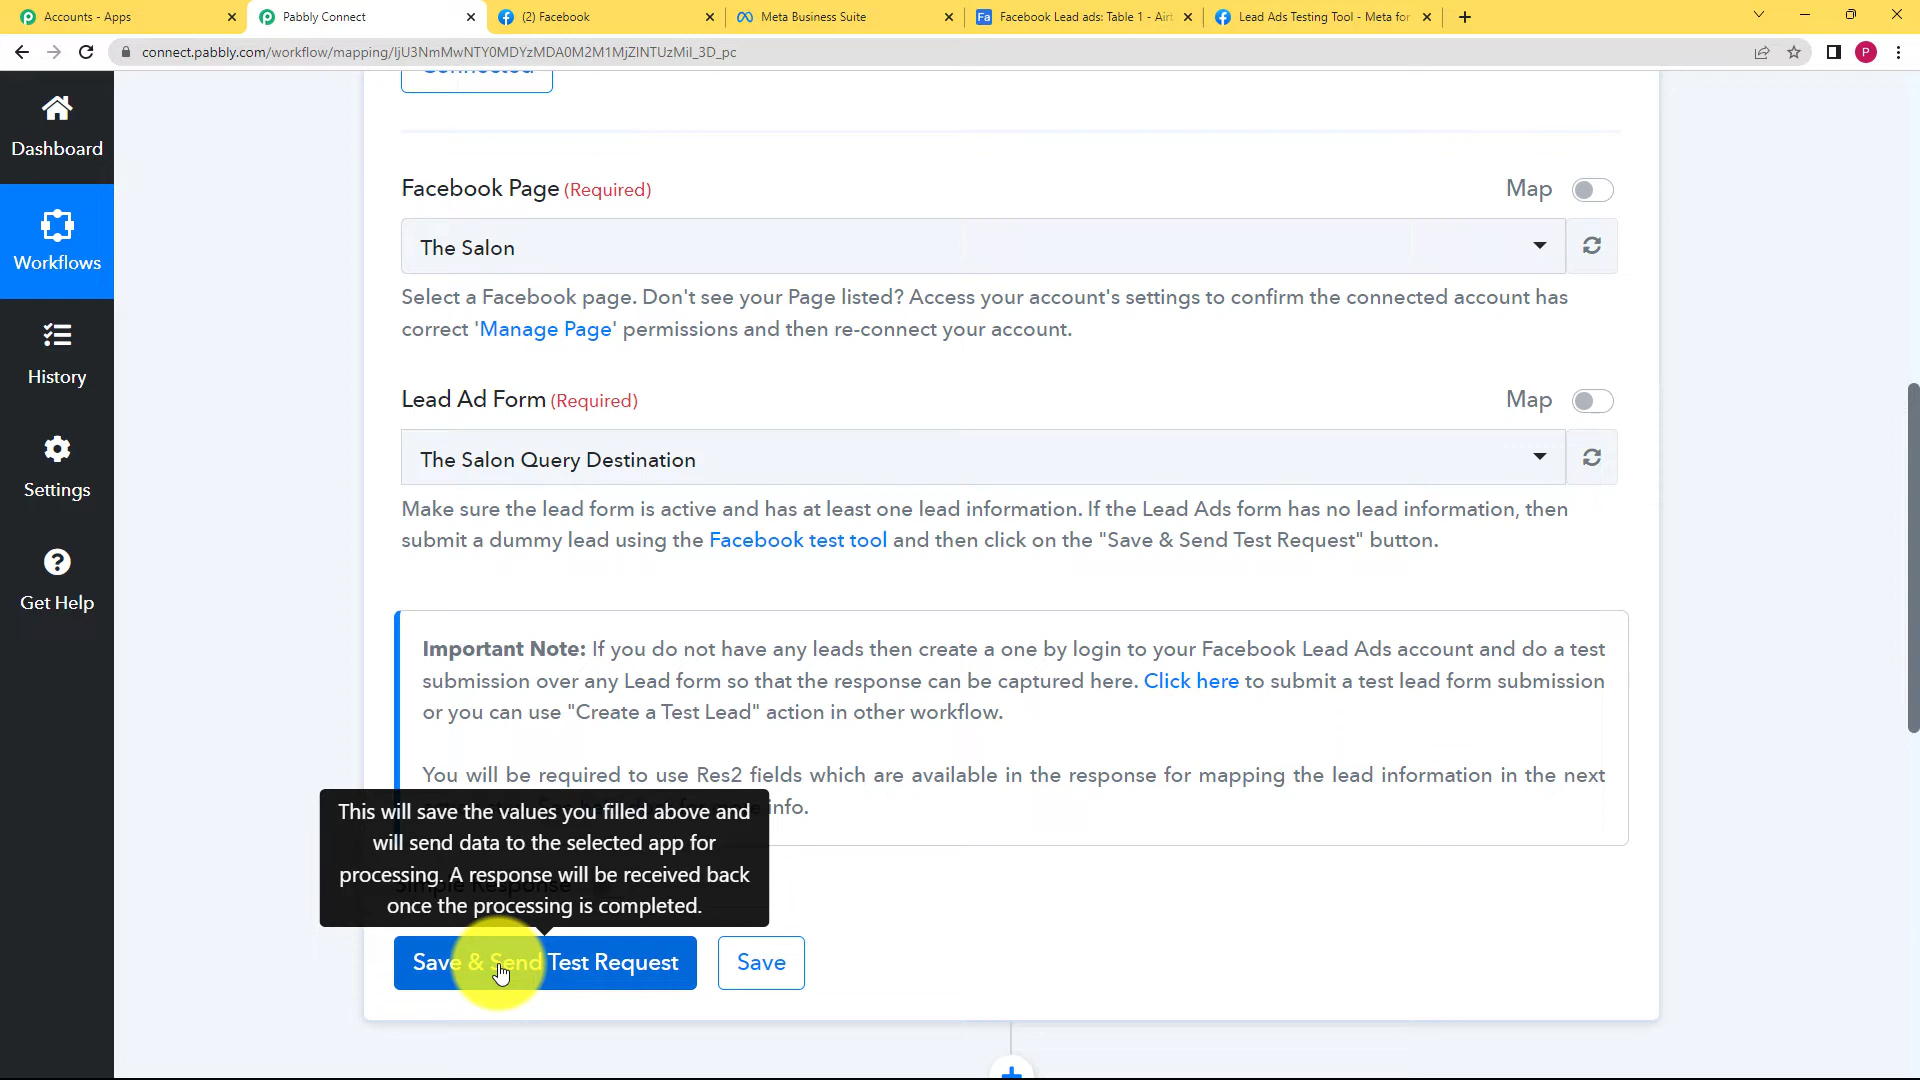 Accounts - Apps
Pabbly Connect
(2) Facebook
Meta Business Suite
Facebook Lead ads: Table 1 - Airt
Lead Ads Testing Tool - Meta for
connect.pabbly.com/workflow/mapping/IjU3NmMwNTY0MDYzMDA0M2M1MjZlNTUzMiI_3D_pc
P
Dashboard
Workflows
History
Settings
Get Help
Connected
Facebook Page (Required)
Map
The Salon
Select a Facebook page. Don't see your Page listed? Access your account's settings to confirm the connected account has
correct 'Manage Page' permissions and then re-connect your account.
Lead Ad Form (Required)
Map
The Salon Query Destination
Make sure the lead form is active and has at least one lead information. If the Lead Ads form has no lead information, then
submit a dummy lead using the Facebook test tool and then click on the "Save & Send Test Request" button.
Important Note: If you do not have any leads then create a one by login to your Facebook Lead Ads account and do a test
submission over any Lead form so that the response can be captured here. Click here to submit a test lead form submission
or you can use "Create a Test Lead" action in other workflow.
You will be required to use Res2 fields which are available in the response for mapping the lead information in the next
info.
This will save the values you filled above and
will send data to the selected app for
processing. A response will be received back
once the processing is completed.
Simple Response
Save & Send Test Request
Save